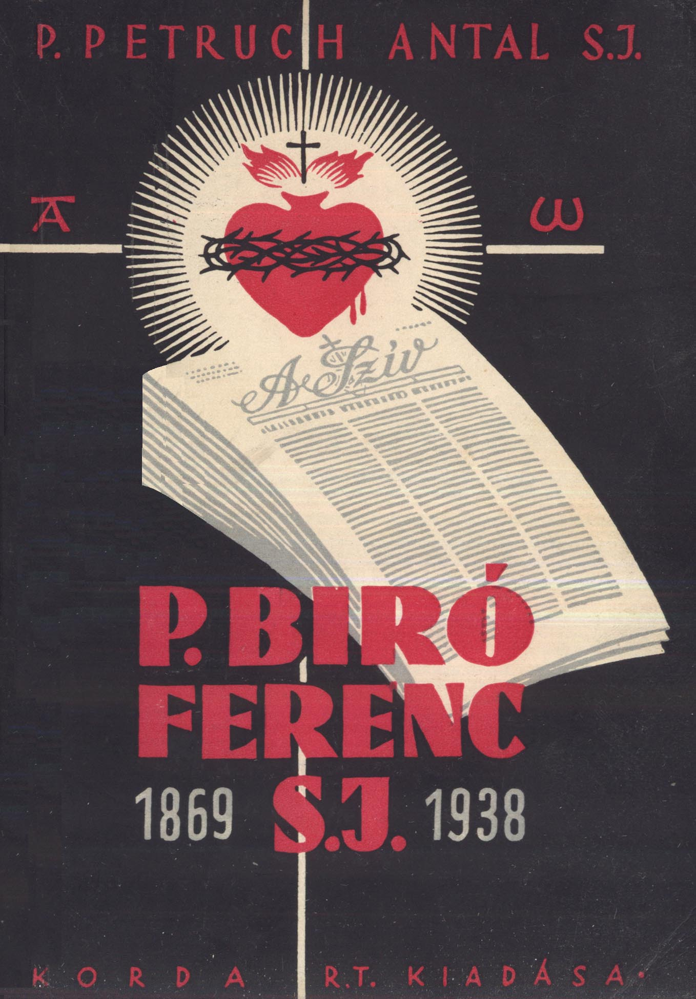 P. PETRUCH ANTAL S.J.
A ω
A Szív
P. BIRÓ
FERENC
1869 S.J. 1938
KORDA R.T. KIADÁSA.